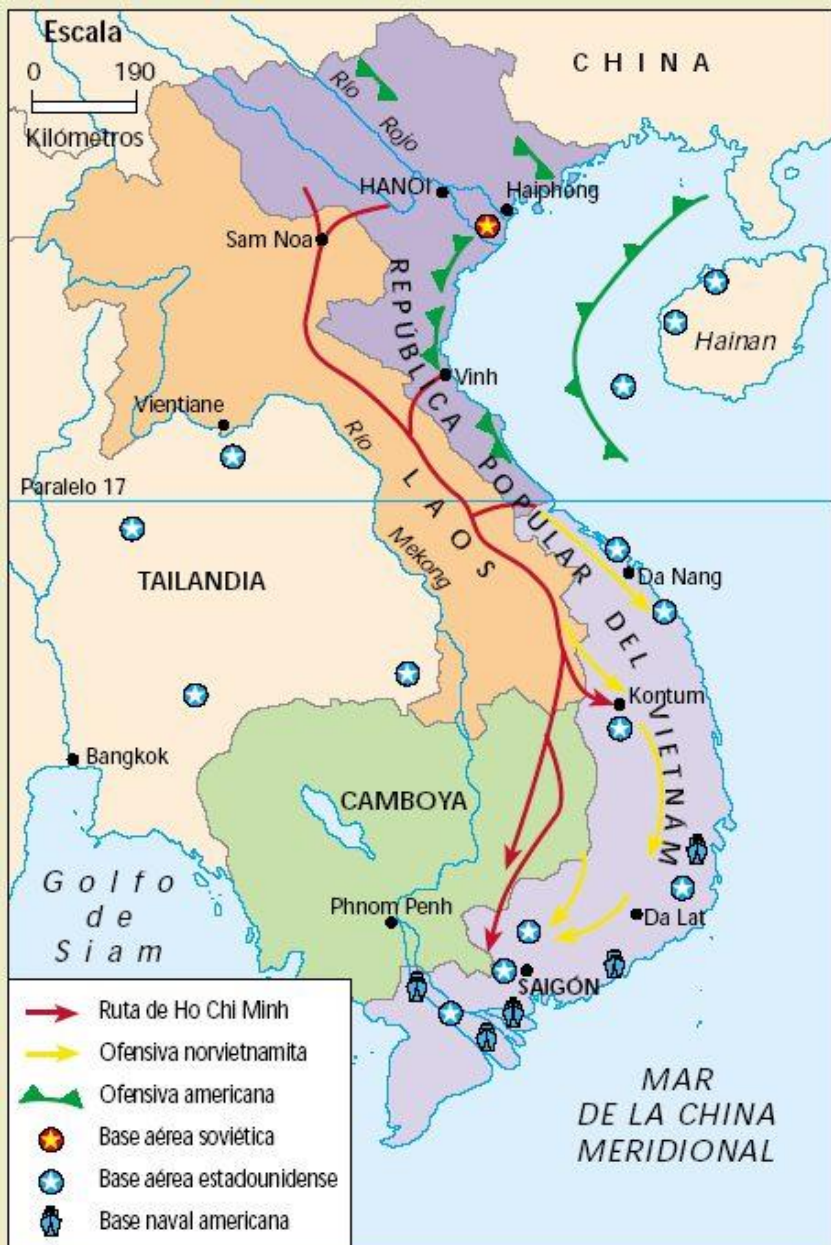 Escala
0 190
Kilómetros
CHINA
Río
Rojo
HANOI
Haiphong
Sam Noa
Hainan
Vinh
Vientiane
Río
Mekong
LAOS
REPÚBLICA POPULAR DEL VIETNÁM
Paralelo 17
TAILANDIA
Da Nang
Kontum
Bangkok
CAMBOYA
Golfo
de
Siam
Phnom Penh
Da Lat
SAIGÓN
MAR
DE LA CHINA
MERIDIONAL
Ruta de Ho Chi Minh
Ofensiva norvietnamita
Ofensiva americana
Base aérea soviética
Base aérea estadounidense
Base naval americana